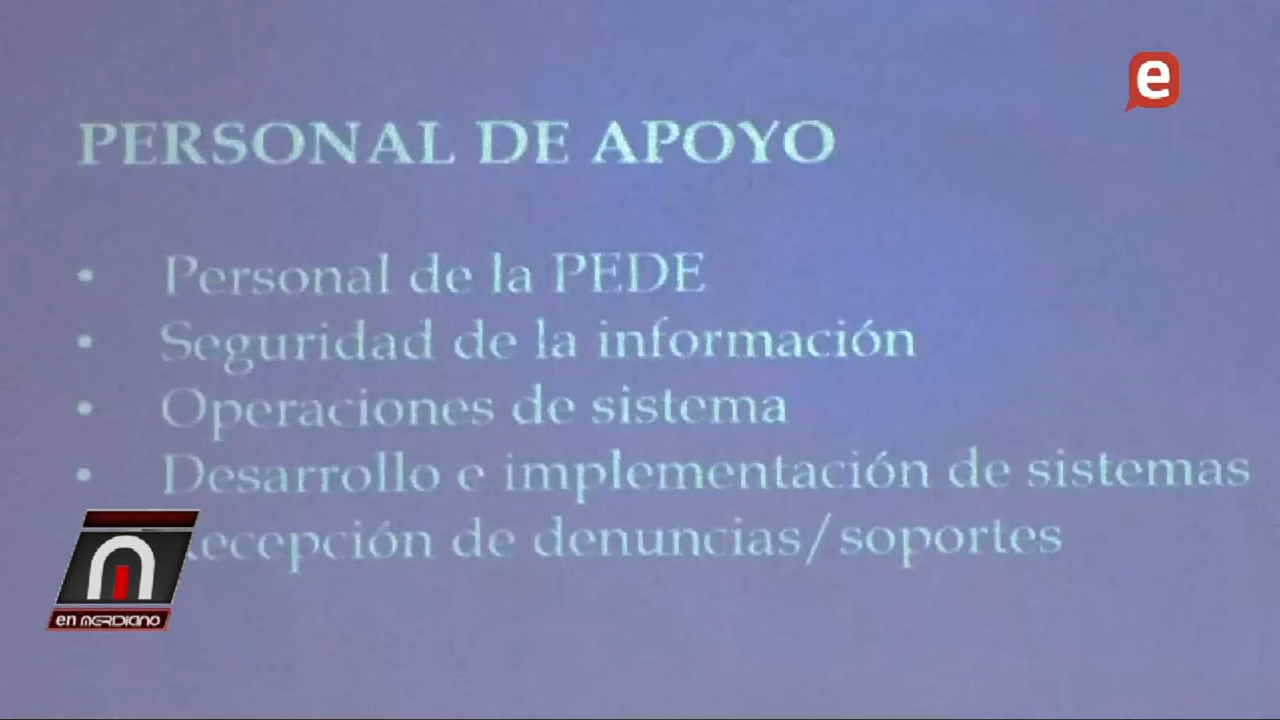 e
PERSONAL DE APOYO
• Personal de la PEDE
• Seguridad de la información
• Operaciones de sistema
• Desarrollo e implementación de sistemas
Recepción de denuncias/soportes
en MERIDIANO